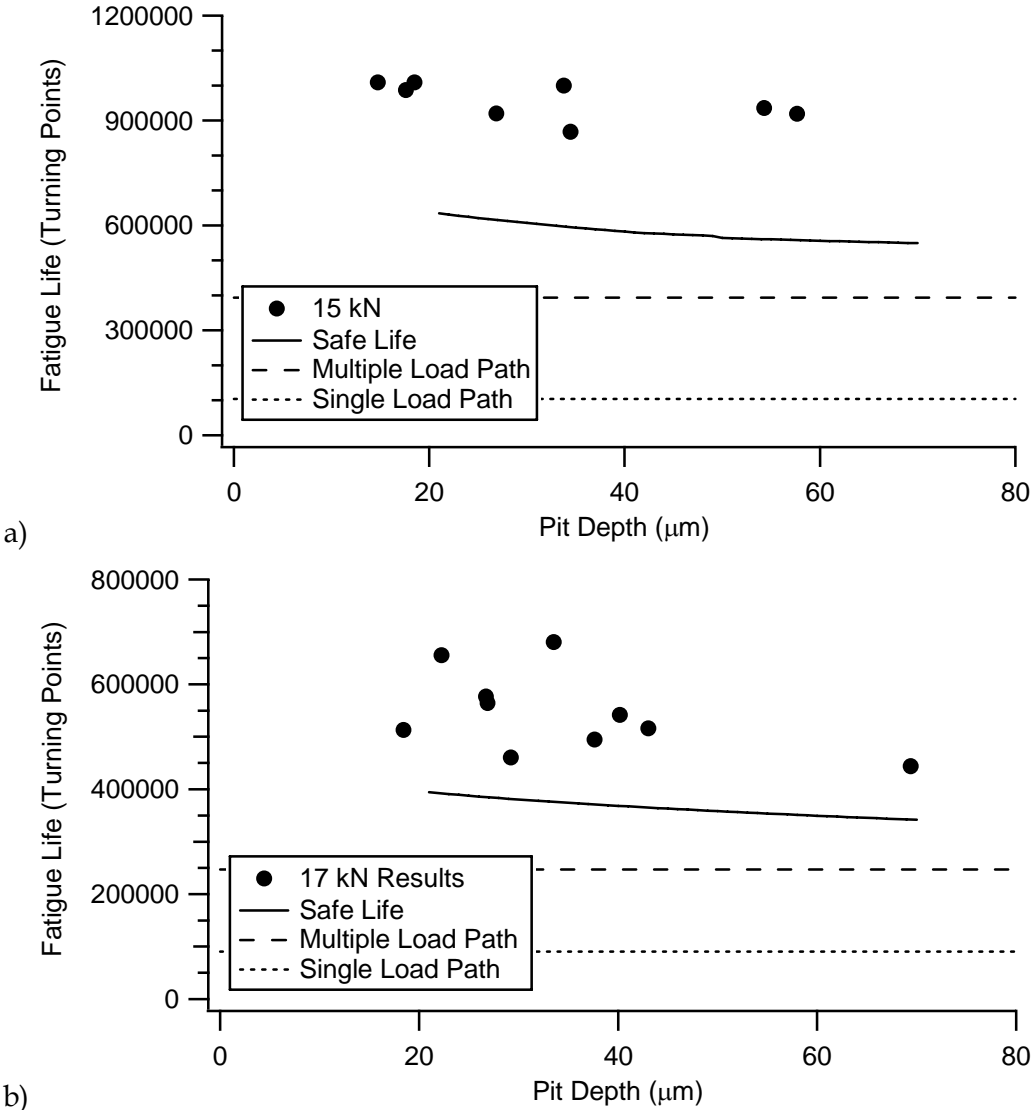 1200000
900000
600000
300000
0
Fatigue Life (Turning Points)
15 kN
Safe Life
Multiple Load Path
Single Load Path
0 20 40 60 80
Pit Depth (μm)
a)
800000
600000
400000
200000
0
Fatigue Life (Turning Points)
17 kN Results
Safe Life
Multiple Load Path
Single Load Path
0 20 40 60 80
Pit Depth (μm)
b)